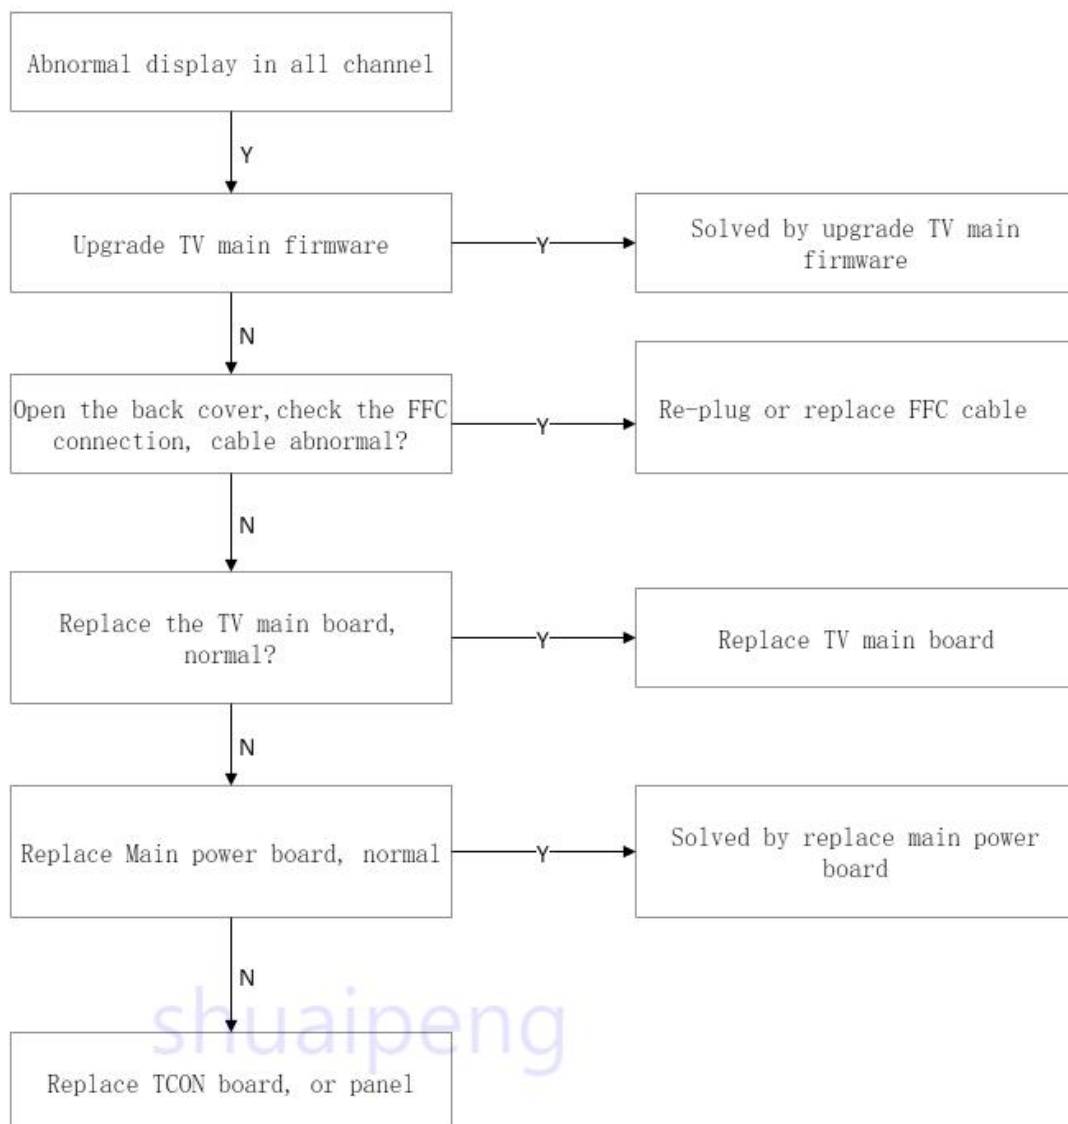 Abnormal display in all channel
Y
Upgrade TV main firmware
Y
Solved by upgrade TV main
firmware
N
Open the back cover,check the FFC
connection, cable abnormal?
Y
Re-plug or replace FFC cable
N
Replace the TV main board,
normal?
Y
Replace TV main board
N
Replace Main power board, normal
Y
Solved by replace main power
board
N
shuaipeng
Replace TCON board, or panel